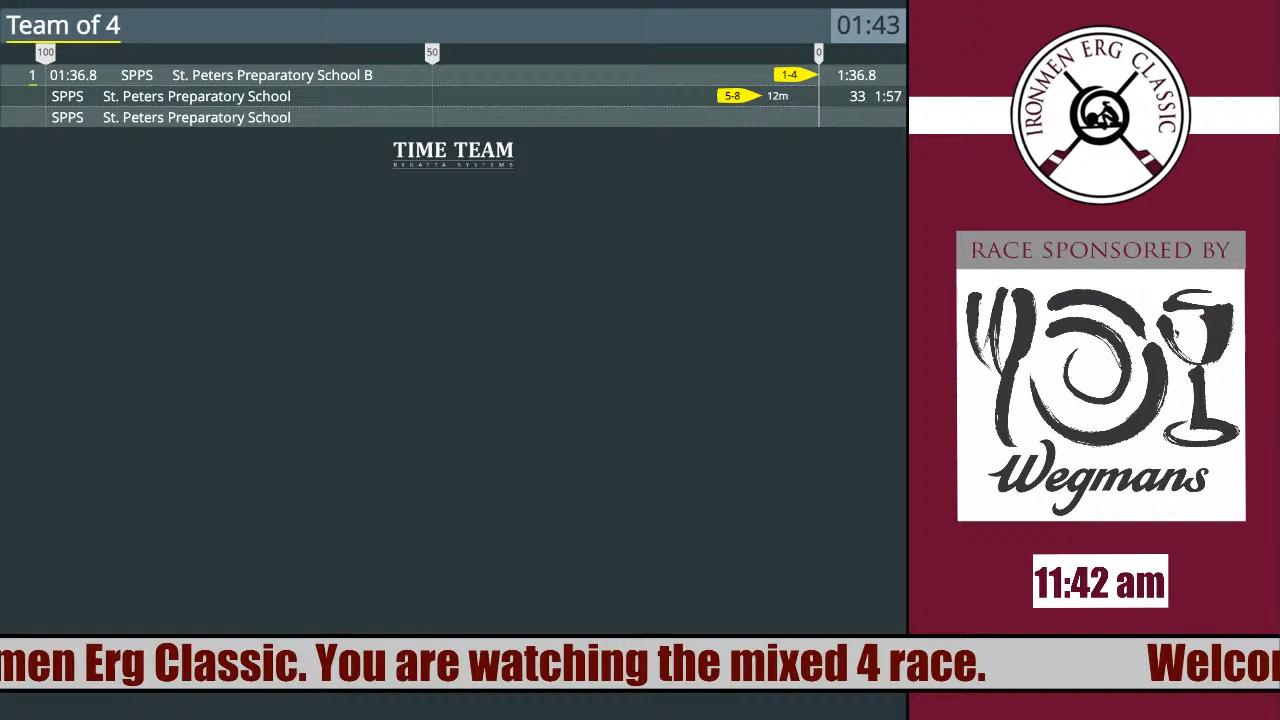 Team of 4
01:43
100
50
0
1 01:36.8 SPPS St. Peters Preparatory School B 1-4 1:36.8
SPPS St. Peters Preparatory School 5-8 12m 33 1:57
SPPS St. Peters Preparatory School
TIME TEAM
REGATTA SYSTEMS
IRONMEN ERG CLASSIC
RACE SPONSORED BY
Wegmans
11:42 am
men Erg Classic. You are watching the mixed 4 race. Welco